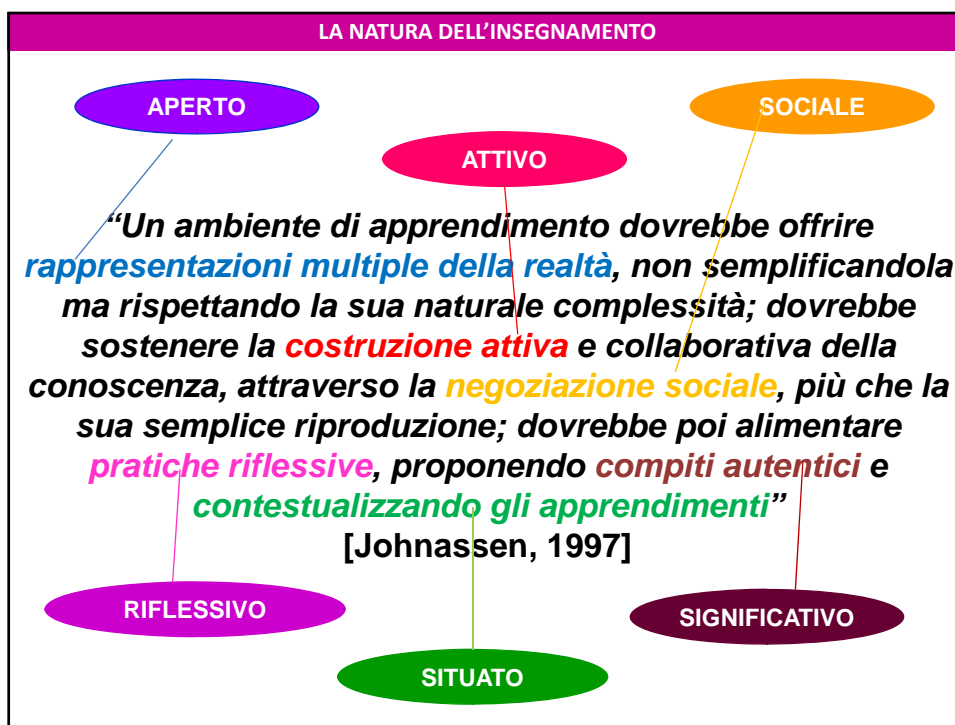 LA NATURA DELL'INSEGNAMENTO
APERTO
SOCIALE
ATTIVO
“Un ambiente di apprendimento dovrebbe offrire
rappresentazioni multiple della realtà, non semplificandola
ma rispettando la sua naturale complessità; dovrebbe
sostenere la costruzione attiva e collaborativa della
conoscenza, attraverso la negoziazione sociale, più che la
sua semplice riproduzione; dovrebbe poi alimentare
pratiche riflessive, proponendo compiti autentici e
contestualizzando gli apprendimenti”
[Johnassen, 1997]
RIFLESSIVO
SIGNIFICATIVO
SITUATO